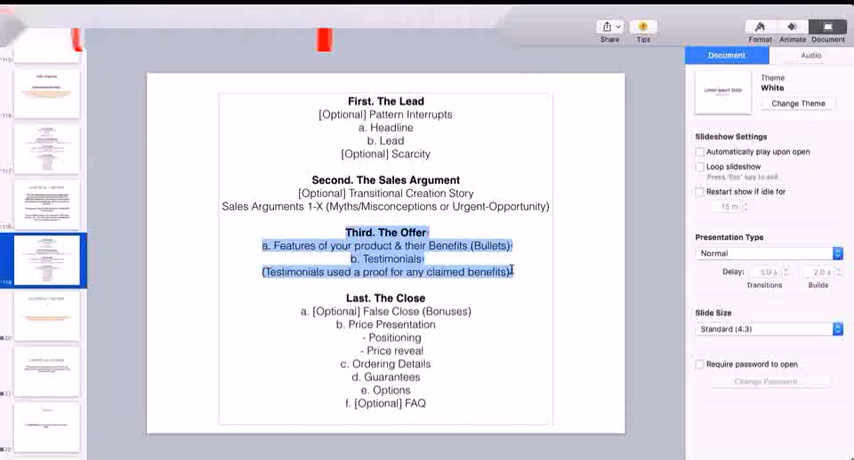 Share
Tips
Format
Animate
Document
Document
Audio
First. The Lead
[Optional] Pattern Interrupts
a. Headline
b. Lead
[Optional] Scarcity
Second. The Sales Argument
[Optional] Transitional Creation Story
Sales Arguments 1-X (Myths/Misconceptions or Urgent-Opportunity)
Third. The Offer
a. Features of your product & their Benefits (Bullets)
b. Testimonials
(Testimonials used a proof for any claimed benefits)
Last. The Close
a. [Optional] False Close (Bonuses)
b. Price Presentation
- Positioning
- Price reveal
c. Ordering Details
d. Guarantees
e. Options
f. [Optional] FAQ
Theme
White
Change Theme
Slideshow Settings
Automatically play upon open
Loop slideshow
Press "Esc" key to exit
Restart show if idle for
15 m
Presentation Type
Normal
Delay:
5.0 s
2.0 s
Transitions
Builds
Slide Size
Standard (4:3)
Require password to open
Change Password...